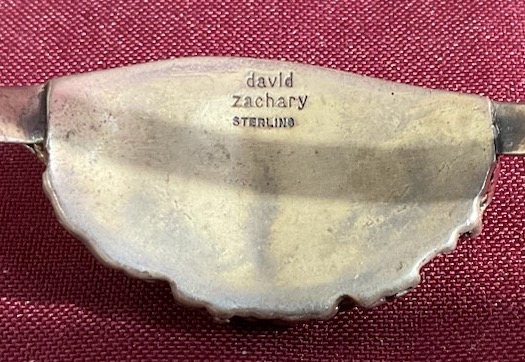 david
zachary
STERLING